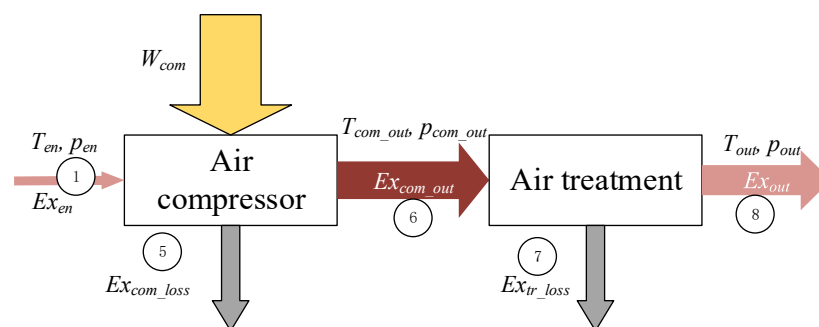 W_com
T_en, p_en
1
Ex_en
Air
compressor
T_com_out, p_com_out
Ex_com_out
6
Air treatment
T_out, p_out
Ex_out
8
5
Ex_com_loss
7
Ex_tr_loss